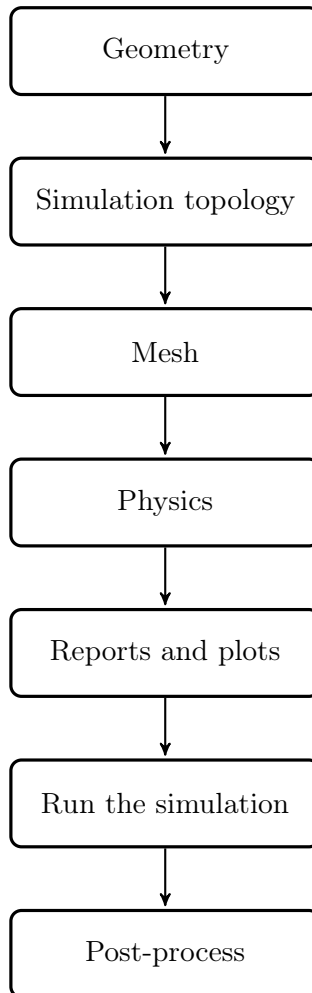 Geometry
Simulation topology
Mesh
Physics
Reports and plots
Run the simulation
Post-process